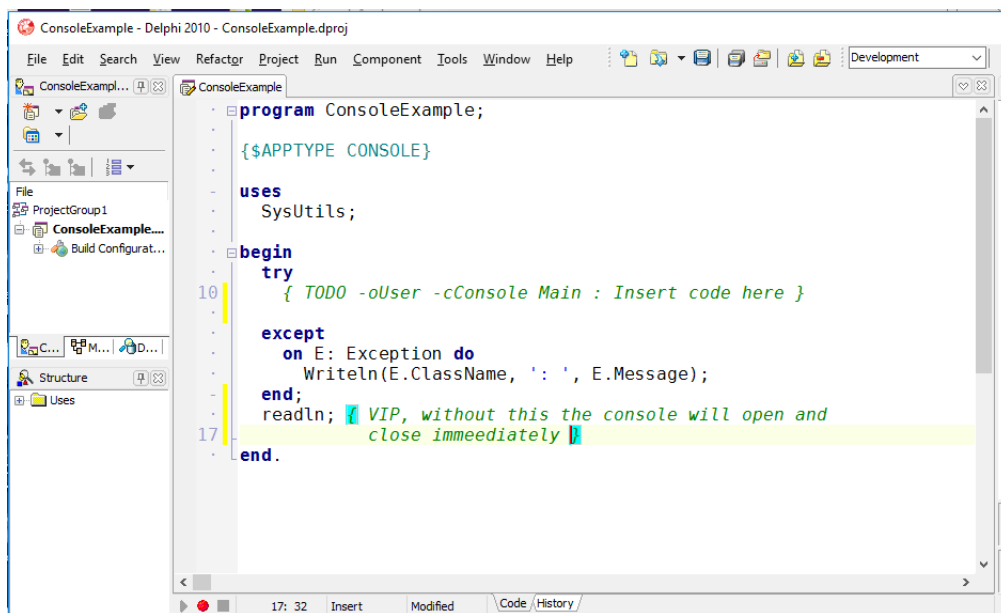 ConsoleExample - Delphi 2010 - ConsoleExample.dproj
File Edit Search View Refactor Project Run Component Tools Window Help Development
ConsoleExampl...
ConsoleExample
program ConsoleExample;
{$APPTYPE CONSOLE}
uses
SysUtils;
begin
try
10 { TODO -oUser -cConsole Main : Insert code here }
except
on E: Exception do
Writeln(E.ClassName, ': ', E.Message);
end;
readln; { VIP, without this the console will open and
17 close immeediately }
end.
File
ProjectGroup1
ConsoleExample....
Build Configurat...
C... M... D...
Structure
Uses
17: 32 Insert Modified Code History